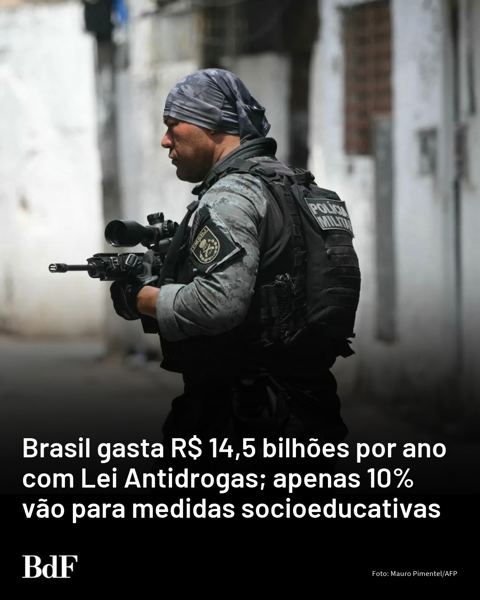 POLÍCIA
MILITAR
Brasil gasta R$ 14,5 bilhões por ano
com Lei Antidrogas; apenas 10%
vão para medidas socioeducativas
BdF
Foto: Mauro Pimentel/AFP